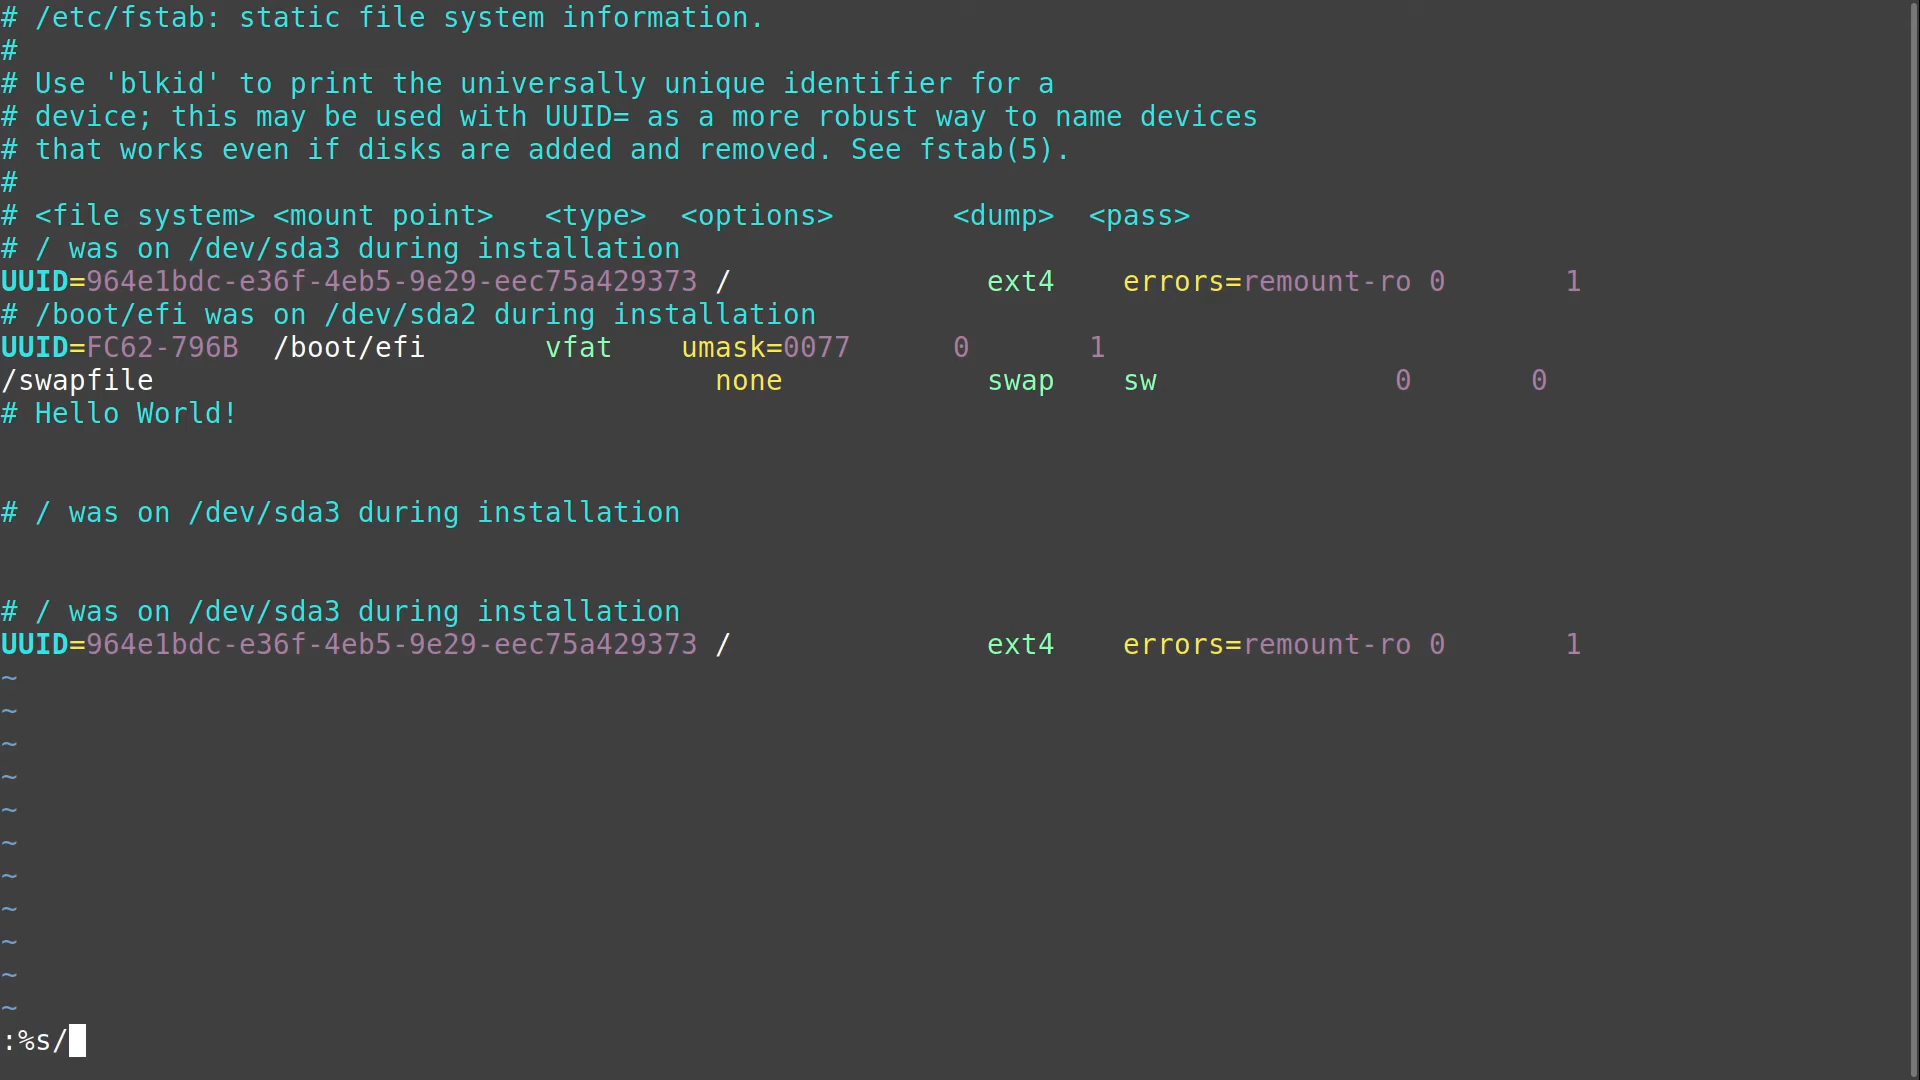 # /etc/fstab: static file system information.
#
# Use 'blkid' to print the universally unique identifier for a
# device; this may be used with UUID= as a more robust way to name devices
# that works even if disks are added and removed. See fstab(5).
#
# <file system> <mount point>   <type>  <options>       <dump>  <pass>
# / was on /dev/sda3 during installation
UUID=964e1bdc-e36f-4eb5-9e29-eec75a429373 /               ext4    errors=remount-ro 0       1
# /boot/efi was on /dev/sda2 during installation
UUID=FC62-796B  /boot/efi       vfat    umask=0077      0       1
/swapfile                                 none            swap    sw              0       0
# Hello World!
# / was on /dev/sda3 during installation
# / was on /dev/sda3 during installation
UUID=964e1bdc-e36f-4eb5-9e29-eec75a429373 /               ext4    errors=remount-ro 0       1
~
~
~
~
~
~
~
~
~
~
~
:%s/